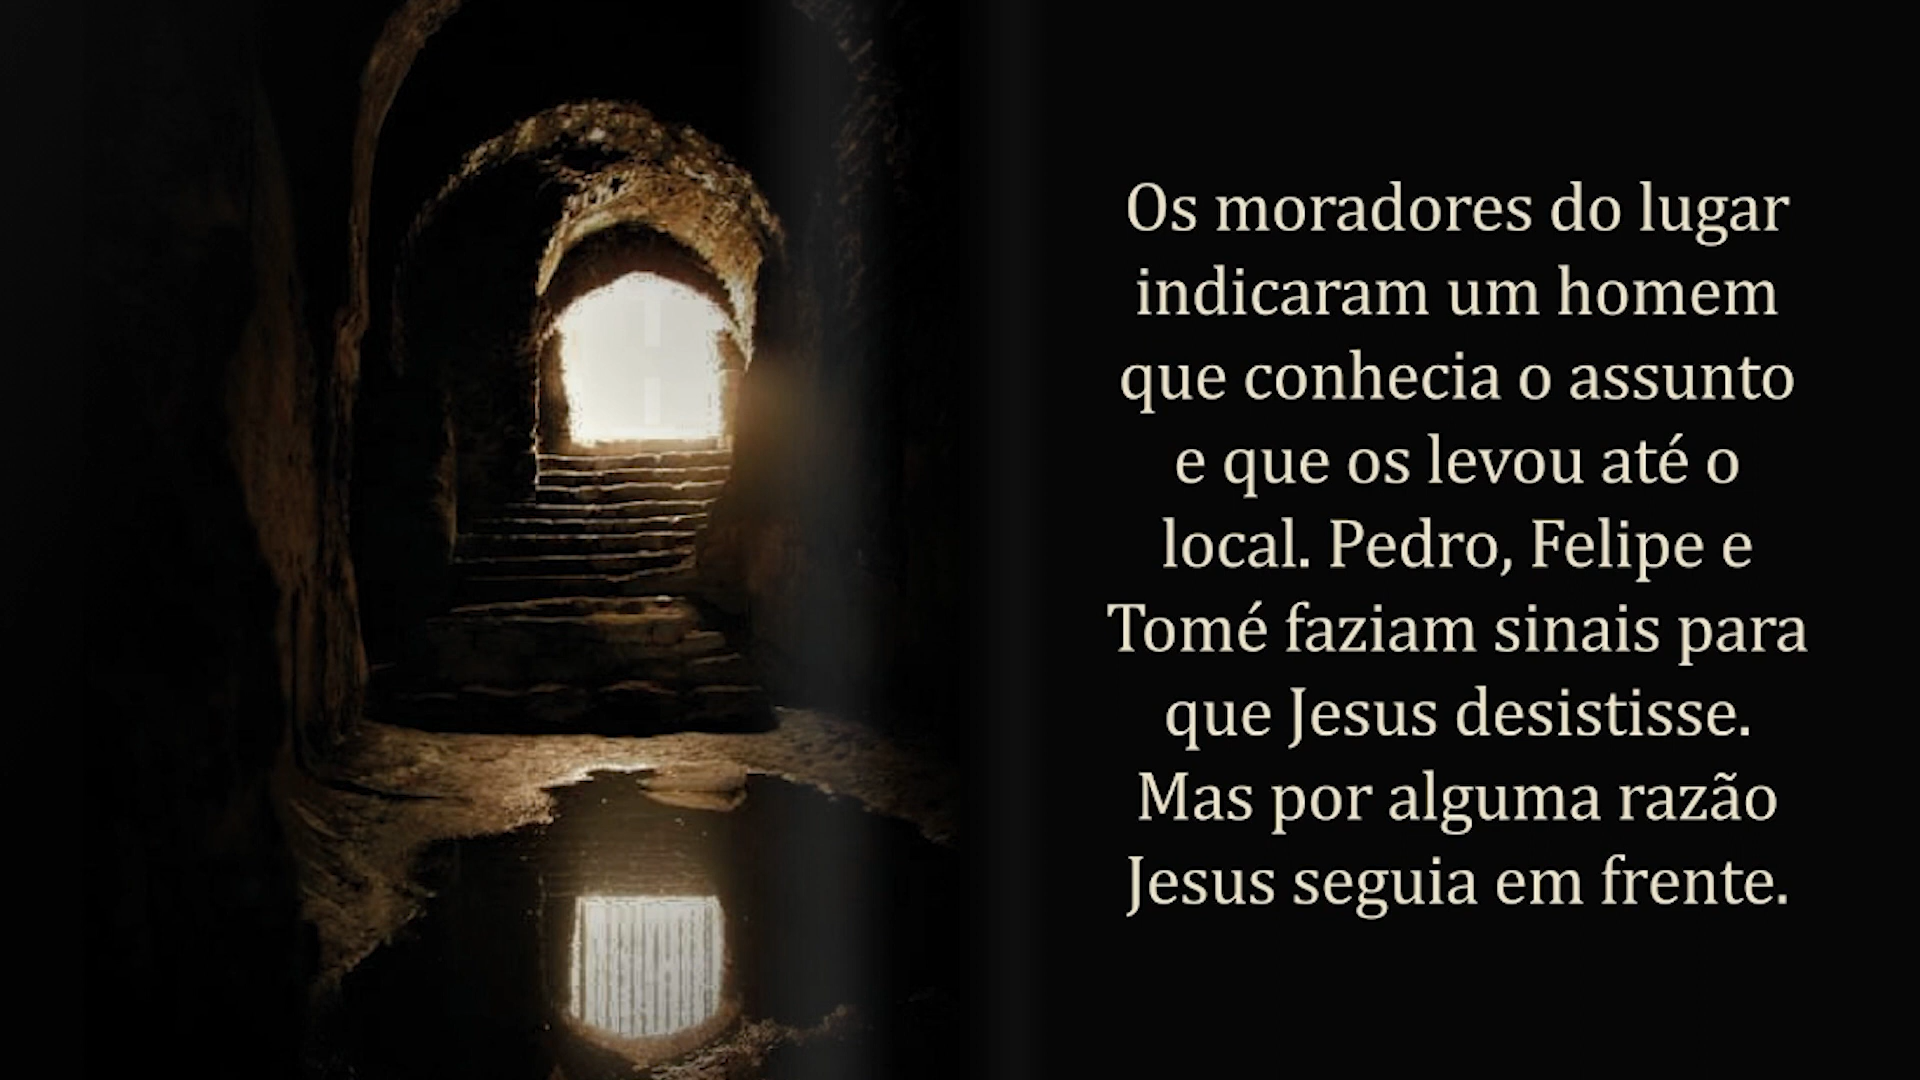 Os moradores do lugar
indicaram um homem
que conhecia o assunto
e que os levou até o
local. Pedro, Felipe e
Tomé faziam sinais para
que Jesus desistisse.
Mas por alguma razão
Jesus seguia em frente.